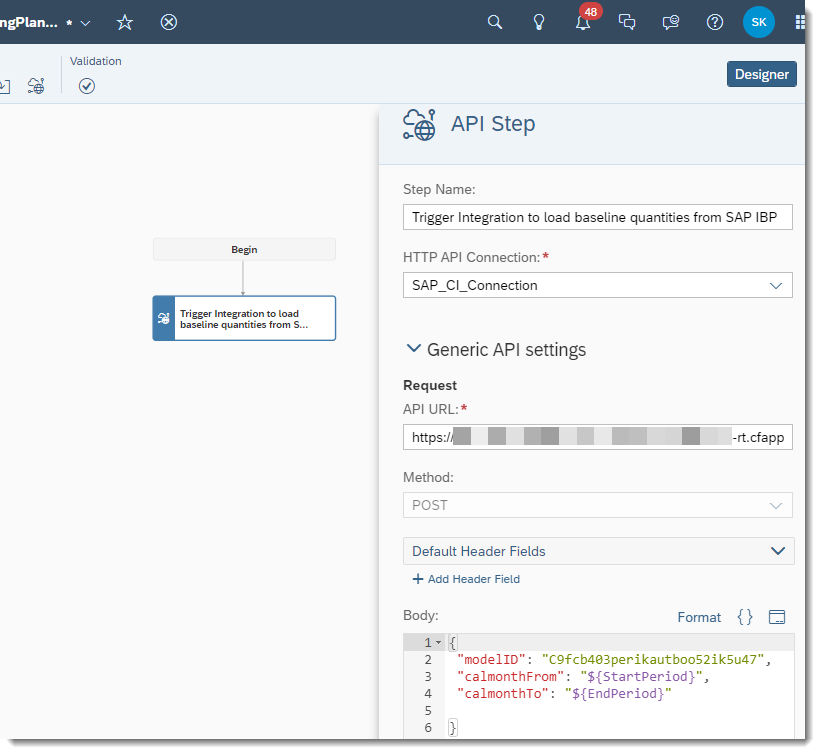 ngPlan... *
48
SK
Validation
Designer
API Step
Step Name:
Trigger Integration to load baseline quantities from SAP IBP
HTTP API Connection:*
SAP_CI_Connection
Begin
Trigger Integration to load
baseline quantities from S...
Generic API settings
Request
API URL:*
https://
-rt.cfapp
Method:
POST
Default Header Fields
+ Add Header Field
Body:
Format {}
1 {
2 "modelID": "C9fcb403perikautboo52ik5u47",
3 "calmonthFrom": "${StartPeriod}",
4 "calmonthTo": "${EndPeriod}"
5
6 }